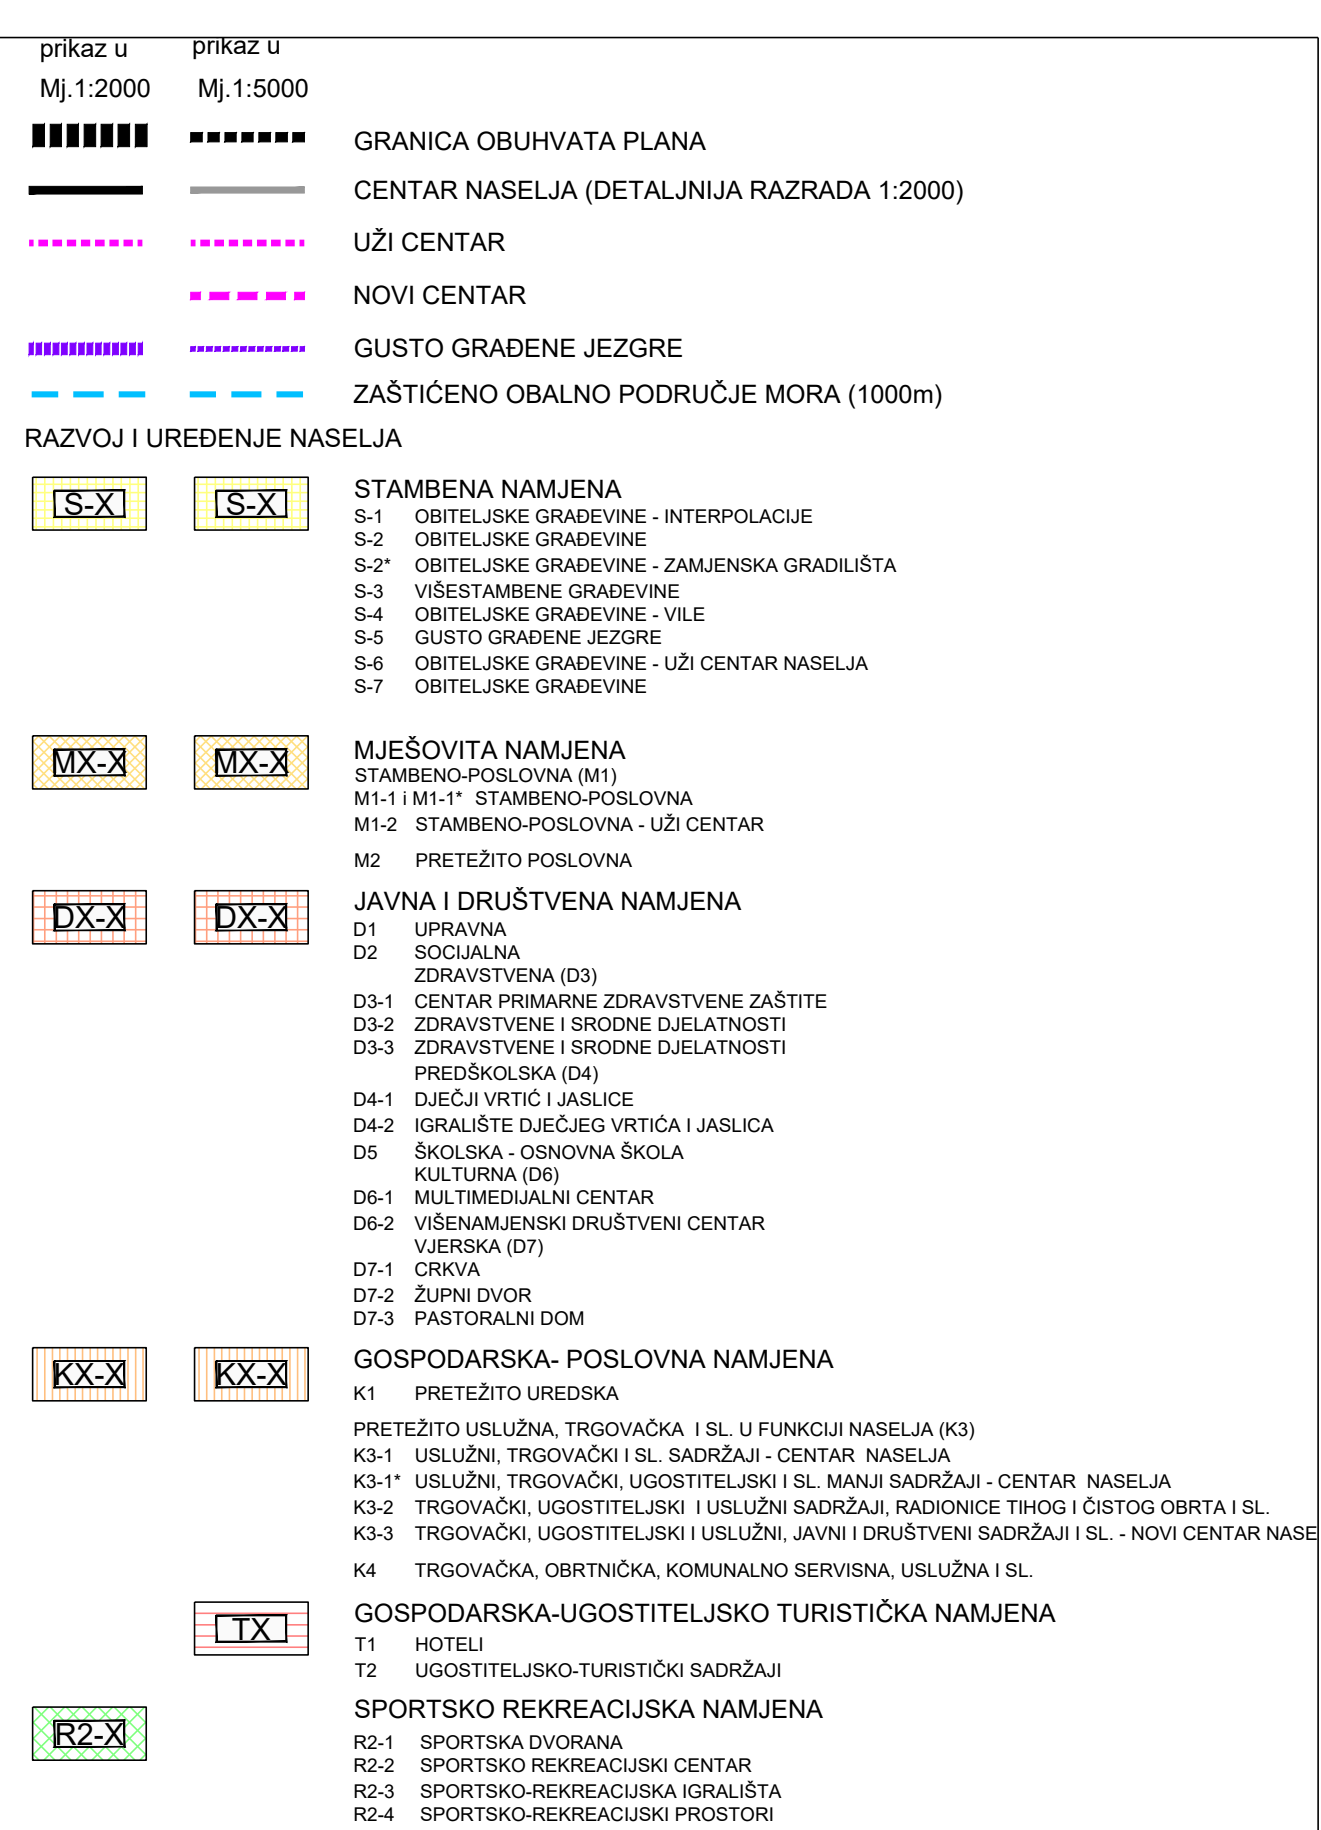 prikaz u prikaz u
Mj.1:2000 Mj.1:5000
GRANICA OBUHVATA PLANA
CENTAR NASELJA (DETALJNIJA RAZRADA 1:2000)
UŽI CENTAR
NOVI CENTAR
GUSTO GRAĐENE JEZGRE
ZAŠTIĆENO OBALNO PODRUČJE MORA (1000m)
RAZVOJ I UREĐENJE NASELJA
S-X S-X STAMBENA NAMJENA
S-1 OBITELJSKE GRAĐEVINE - INTERPOLACIJE
S-2 OBITELJSKE GRAĐEVINE
S-2* OBITELJSKE GRAĐEVINE - ZAMJENSKA GRADILIŠTA
S-3 VIŠESTAMBENE GRAĐEVINE
S-4 OBITELJSKE GRAĐEVINE - VILE
S-5 GUSTO GRAĐENE JEZGRE
S-6 OBITELJSKE GRAĐEVINE - UŽI CENTAR NASELJA
S-7 OBITELJSKE GRAĐEVINE
MX-X MX-X MJEŠOVITA NAMJENA
STAMBENO-POSLOVNA (M1)
M1-1 i M1-1* STAMBENO-POSLOVNA
M1-2 STAMBENO-POSLOVNA - UŽI CENTAR
M2 PRETEŽITO POSLOVNA
DX-X DX-X JAVNA I DRUŠTVENA NAMJENA
D1 UPRAVNA
D2 SOCIJALNA
ZDRAVSTVENA (D3)
D3-1 CENTAR PRIMARNE ZDRAVSTVENE ZAŠTITE
D3-2 ZDRAVSTVENE I SRODNE DJELATNOSTI
D3-3 ZDRAVSTVENE I SRODNE DJELATNOSTI
PREDŠKOLSKA (D4)
D4-1 DJEČJI VRTIĆ I JASLICE
D4-2 IGRALIŠTE DJEČJEG VRTIĆA I JASLICA
D5 ŠKOLSKA - OSNOVNA ŠKOLA
KULTURNA (D6)
D6-1 MULTIMEDIJALNI CENTAR
D6-2 VIŠENAMJENSKI DRUŠTVENI CENTAR
VJERSKA (D7)
D7-1 CRKVA
D7-2 ŽUPNI DVOR
D7-3 PASTORALNI DOM
KX-X KX-X GOSPODARSKA- POSLOVNA NAMJENA
K1 PRETEŽITO UREDSKA
PRETEŽITO USLUŽNA, TRGOVAČKA I SL. U FUNKCIJI NASELJA (K3)
K3-1 USLUŽNI, TRGOVAČKI I SL. SADRŽAJI - CENTAR NASELJA
K3-1* USLUŽNI, TRGOVAČKI, UGOSTITELJSKI I SL. MANJI SADRŽAJI - CENTAR NASELJA
K3-2 TRGOVAČKI, UGOSTITELJSKI I USLUŽNI SADRŽAJI, RADIONICE TIHOG I ČISTOG OBRTA I SL.
K3-3 TRGOVAČKI, UGOSTITELJSKI I USLUŽNI, JAVNI I DRUŠTVENI SADRŽAJI I SL. - NOVI CENTAR NASE
K4 TRGOVAČKA, OBRTNIČKA, KOMUNALNO SERVISNA, USLUŽNA I SL.
TX GOSPODARSKA-UGOSTITELJSKO TURISTIČKA NAMJENA
T1 HOTELI
T2 UGOSTITELJSKO-TURISTIČKI SADRŽAJI
R2-X SPORTSKO REKREACIJSKA NAMJENA
R2-1 SPORTSKA DVORANA
R2-2 SPORTSKO REKREACIJSKI CENTAR
R2-3 SPORTSKO-REKREACIJSKA IGRALIŠTA
R2-4 SPORTSKO-REKREACIJSKI PROSTORI